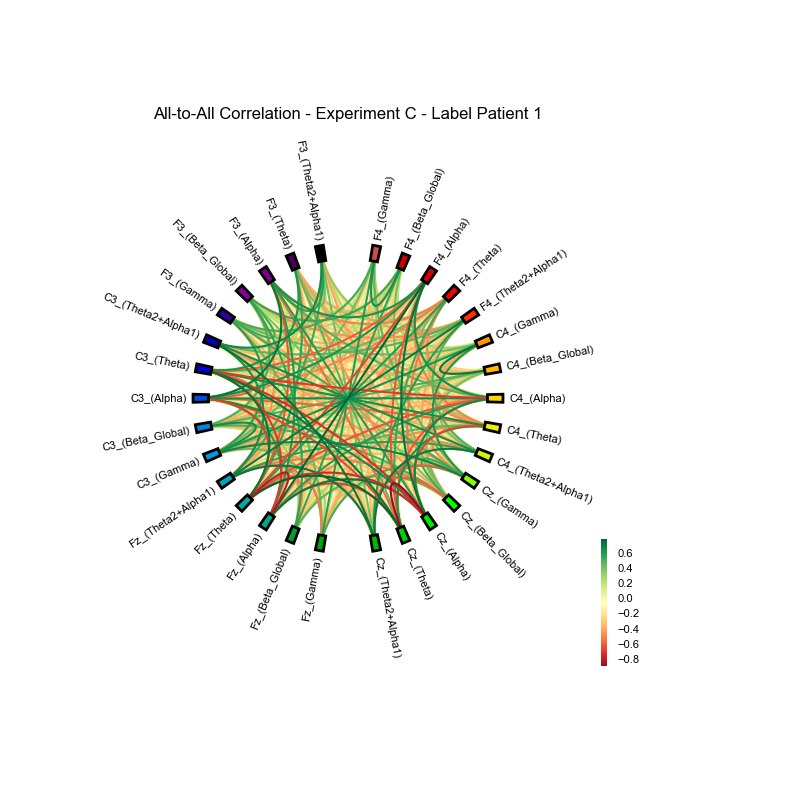 All-to-All Correlation - Experiment C - Label Patient 1
F3_(Theta2+Alpha1)
F3_(Theta)
F3_(Alpha)
F3_(Beta_Global)
F3_(Gamma)
C3_(Theta2+Alpha1)
C3_(Theta)
C3_(Alpha)
C3_(Beta_Global)
C3_(Gamma)
Fz_(Theta2+Alpha1)
Fz_(Theta)
Fz_(Alpha)
Fz_(Beta_Global)
Fz_(Gamma)
Cz_(Theta2+Alpha1)
Cz_(Theta)
Cz_(Alpha)
Cz_(Beta_Global)
Cz_(Gamma)
C4_(Theta2+Alpha1)
C4_(Theta)
C4_(Alpha)
C4_(Beta_Global)
C4_(Gamma)
F4_(Theta2+Alpha1)
F4_(Theta)
F4_(Alpha)
F4_(Beta_Global)
F4_(Gamma)
0.6
0.4
0.2
0.0
−0.2
−0.4
−0.6
−0.8